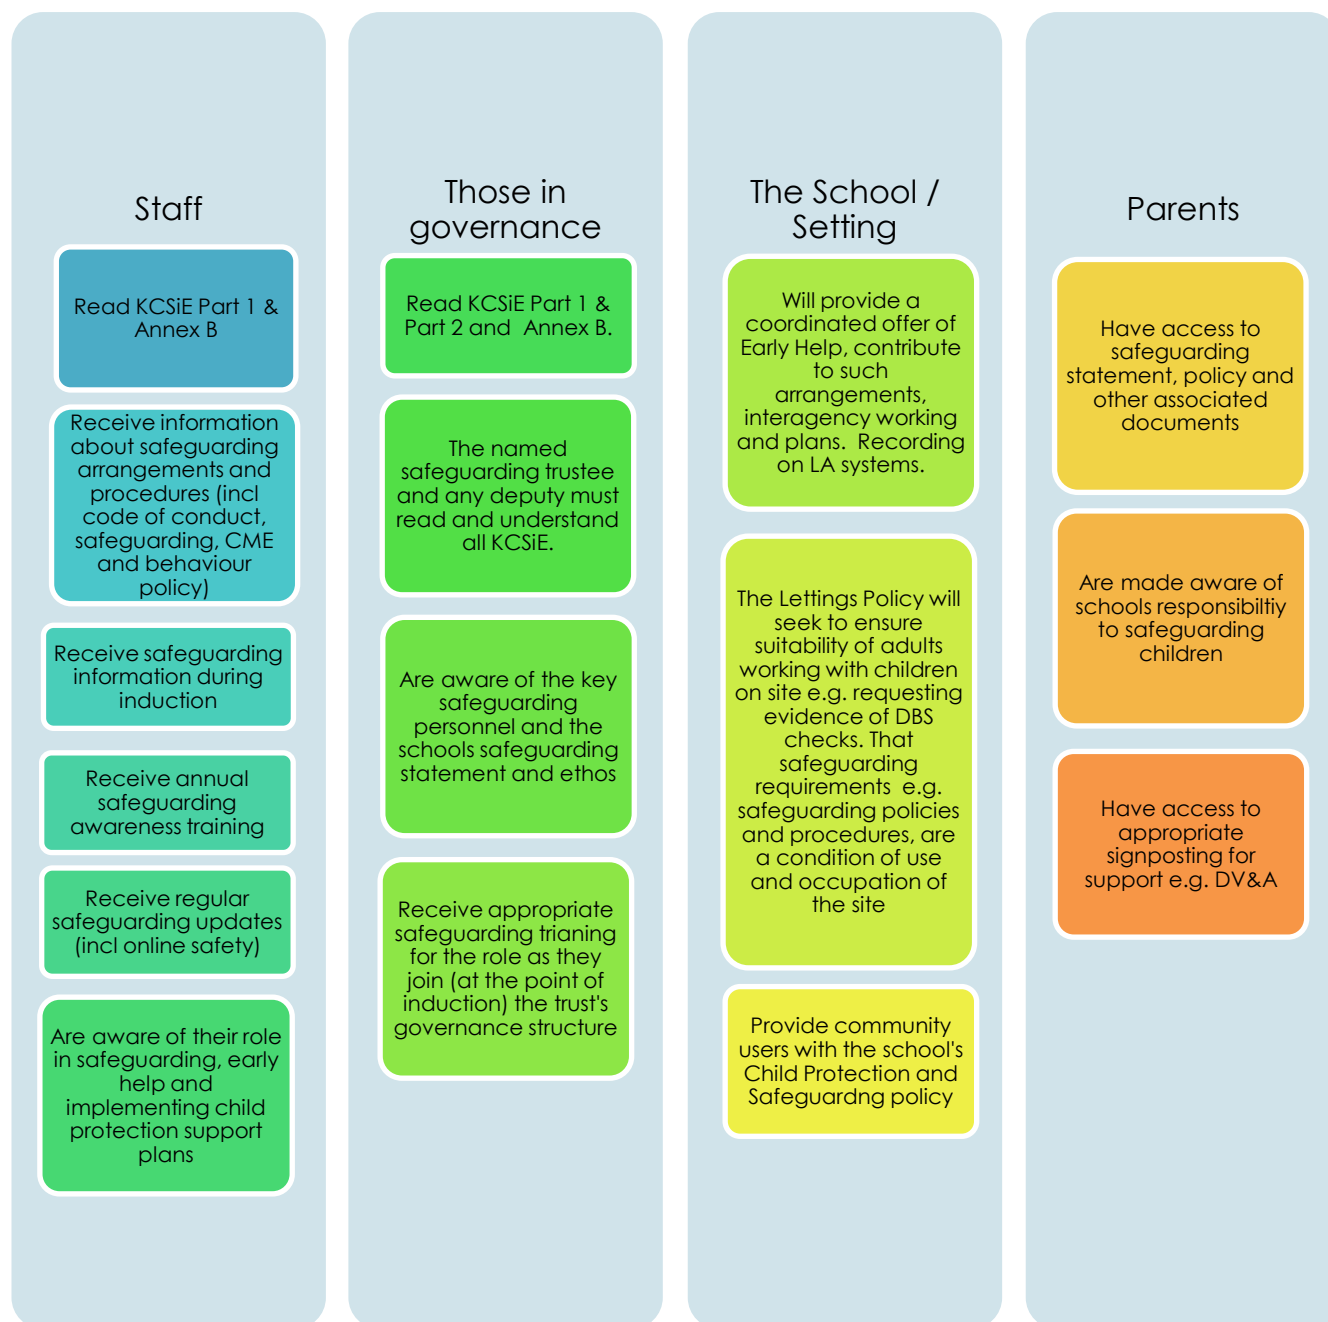 Staff
Read KCSiE Part 1 &
Annex B
Receive information
about safeguarding
arrangements and
procedures (incl
code of conduct,
safeguarding, CME
and behaviour
policy)
Receive safeguarding
information during
induction
Receive annual
safeguarding
awareness training
Receive regular
safeguarding updates
(incl online safety)
Are aware of their role
in safeguarding, early
help and
implementing child
protection support
plans
Those in
governance
Read KCSiE Part 1 &
Part 2 and  Annex B.
The named
safeguarding trustee
and any deputy must
read and understand
all KCSiE.
Are aware of the key
safeguarding
personnel and the
schools safeguarding
statement and ethos
Receive appropriate
safeguarding trianing
for the role as they
join (at the point of
induction) the trust's
governance structure
The School /
Setting
Will provide a
coordinated offer of
Early Help, contribute
to such
arrangements,
interagency working
and plans.  Recording
on LA systems.
The Lettings Policy will
seek to ensure
suitability of adults
working with children
on site e.g. requesting
evidence of DBS
checks. That
safeguarding
requirements  e.g.
safeguarding policies
and procedures, are
a condition of use
and occupation of
the site
Provide community
users with the school's
Child Protection and
Safeguardng policy
Parents
Have access to
safeguarding
statement, policy and
other associated
documents
Are made aware of
schools responsibiltiy
to safeguarding
children
Have access to
appropriate
signposting for
support e.g. DV&A